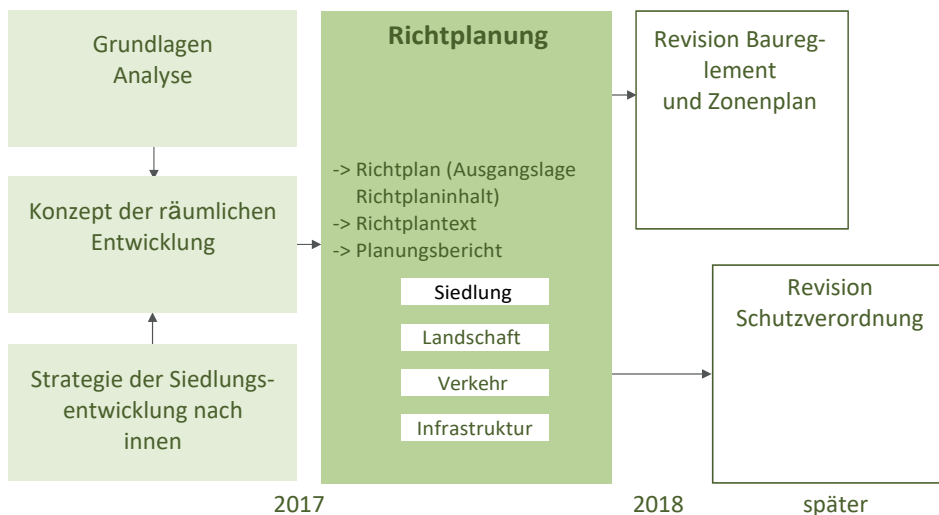 Grundlagen
Analyse
Konzept der räumlichen
Entwicklung
Strategie der Siedlungs-
entwicklung nach
innen
Richtplanung
-> Richtplan (Ausgangslage
Richtplaninhalt)
-> Richtplantext
-> Planungsbericht
Siedlung
Landschaft
Verkehr
Infrastruktur
Revision Baureg-
lement
und Zonenplan
Revision
Schutzverordnung
2017
2018
später